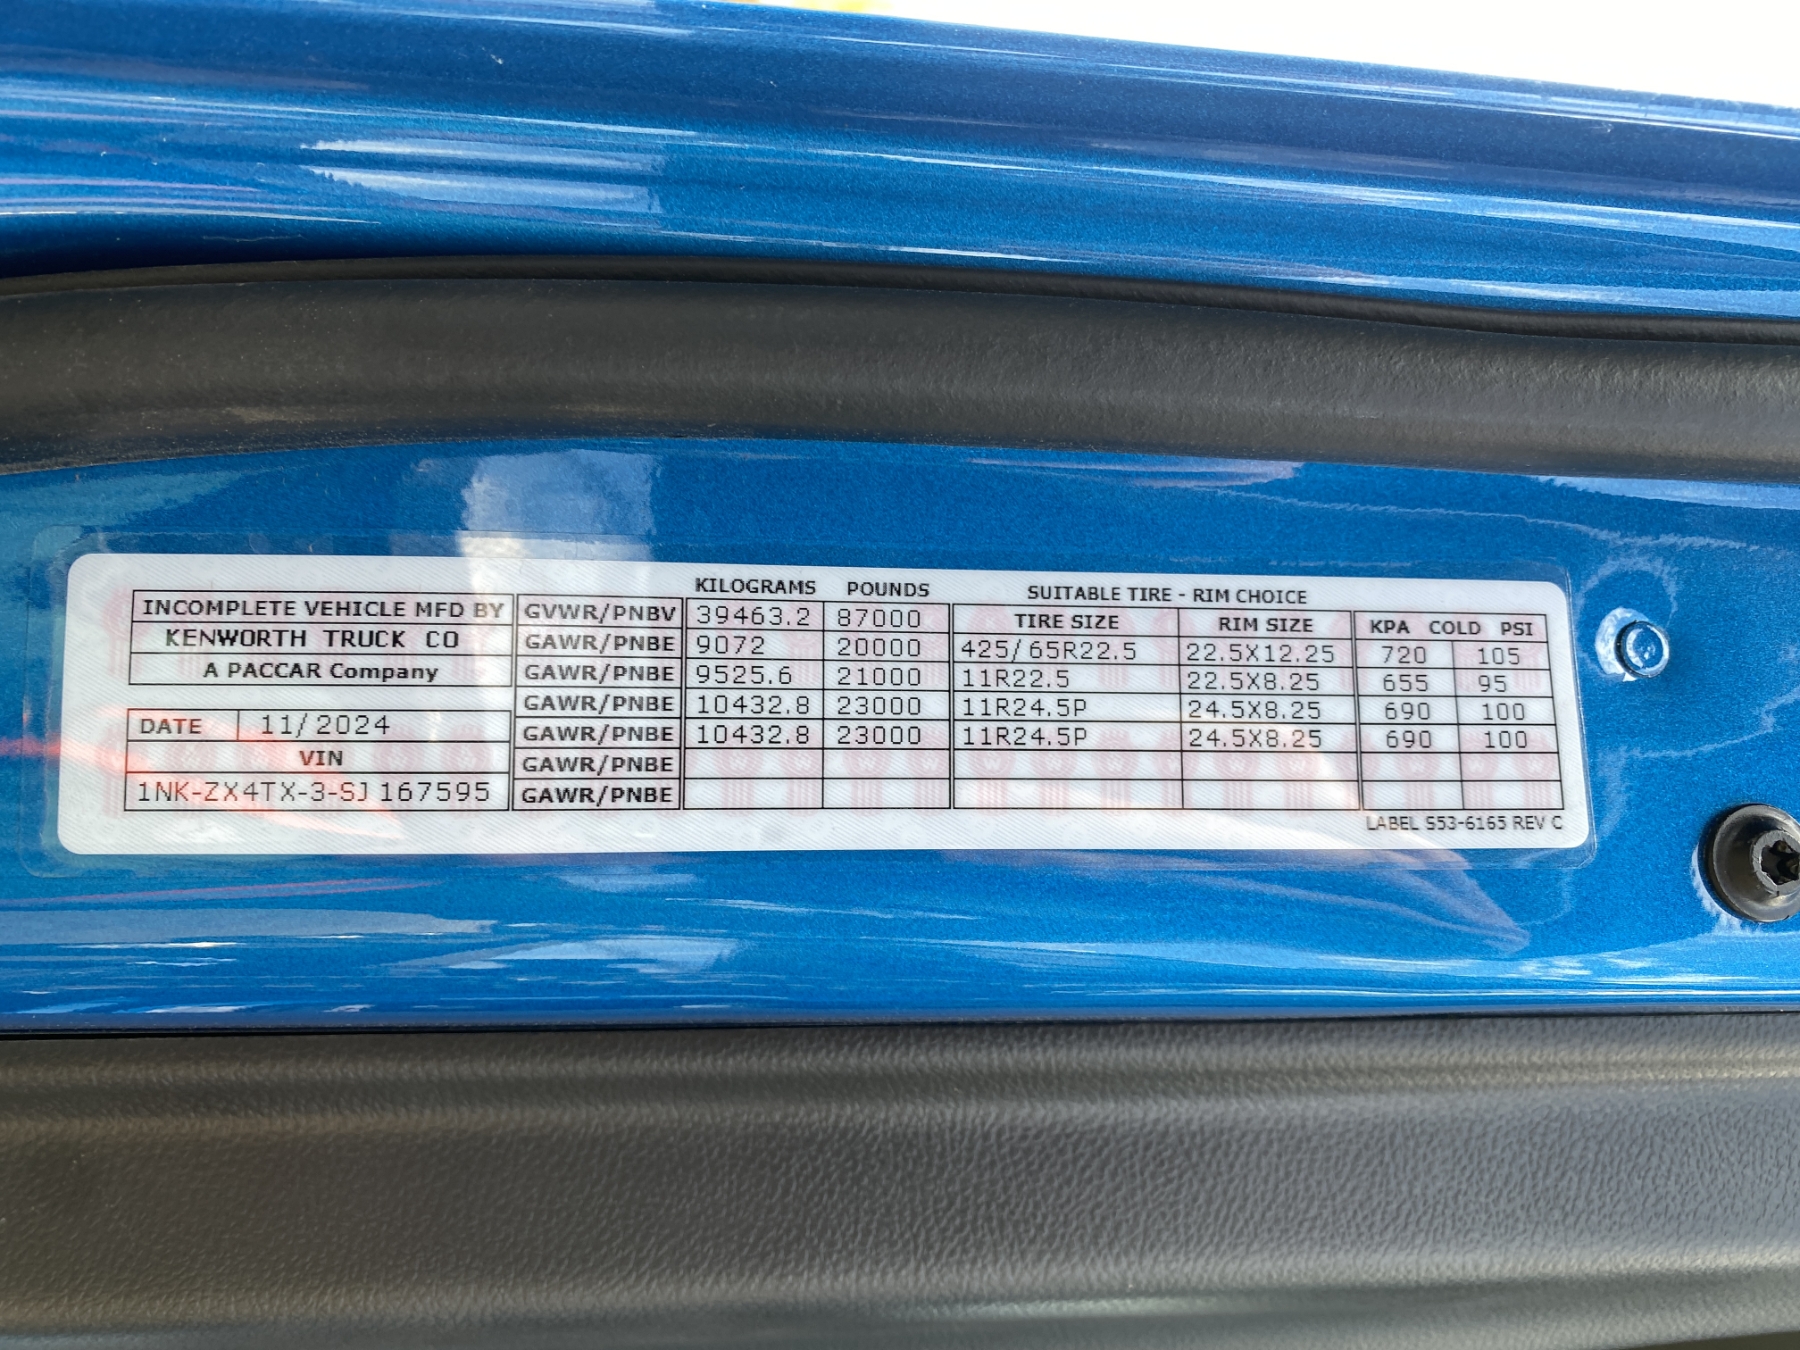 KILOGRAMS POUNDS SUITABLE TIRE - RIM CHOICE
INCOMPLETE VEHICLE MFD BY GVWR/PNBV 39463.2 87000 TIRE SIZE RIM SIZE KPA COLD PSI
KENWORTH TRUCK CO GAWR/PNBE 9072 20000 425/65R22.5 22.5X12.25 720 105
A PACCAR Company GAWR/PNBE 9525.6 21000 11R22.5 22.5X8.25 655 95
GAWR/PNBE 10432.8 23000 11R24.5P 24.5X8.25 690 100
DATE 11/2024 GAWR/PNBE 10432.8 23000 11R24.5P 24.5X8.25 690 100
VIN GAWR/PNBE
1NK-ZX4TX-3-SJ167595 GAWR/PNBE
LABEL S53-6165 REV C